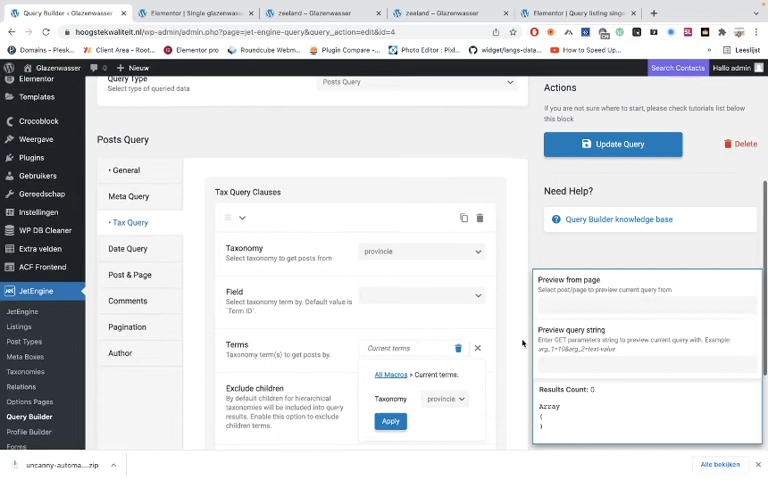 Query Builder ‹ Glazenwasser
Elementor | Single glazenwas
zeeland – Glazenwasser
zeeland – Glazenwasser
Elementor | Query listing singe
hoogstekwaliteit.nl/wp-admin/admin.php?page=jet-engine-query&query_action=edit&id=4
Domains – Plesk...
Client Area – Root...
Elementor pro
Roundcube Webm...
Plugin Compare –...
Photo Editor : Pixl...
widget/langs-data...
How to Speed Up...
»
Leeslijst
Glazenwasser
0
+ Nieuw
Search Contacts
Hallo admin
Elementor
Templates
Crocoblock
Weergave
Plugins
Gebruikers
Gereedschap
Instellingen
WP DB Cleaner
Extra velden
ACF Frontend
JetEngine
JetEngine
Listings
Post Types
Meta Boxes
Taxonomies
Relations
Options Pages
Query Builder
Profile Builder
Forms
Query Type
Select type of queried data
Posts Query
Posts Query
• General
Meta Query
• Tax Query
Date Query
Post & Page
Comments
Pagination
Author
Tax Query Clauses
Taxonomy
Select taxonomy to get posts from
provincie
Field
Select taxonomy term by. Default value is
'Term ID'.
Terms
Taxonomy term(s) to get posts by.
Current terms
All Macros > Current terms:
Taxonomy
provincie
Apply
Exclude children
By default children for hierarchical
taxonomies will be included into query
results. Enable this option to exclude
children terms.
Actions
If you are not sure where to start, please check tutorials list below
this block
Update Query
Delete
Need Help?
Query Builder knowledge base
Preview from page
Select post/page to preview current query from
Preview query string
Enter GET parameters string to preview current query with. Example:
arg_1=10&arg_2=text-value
Results Count: 0
Array
(
)
uncanny-automa....zip
Alle bekijken